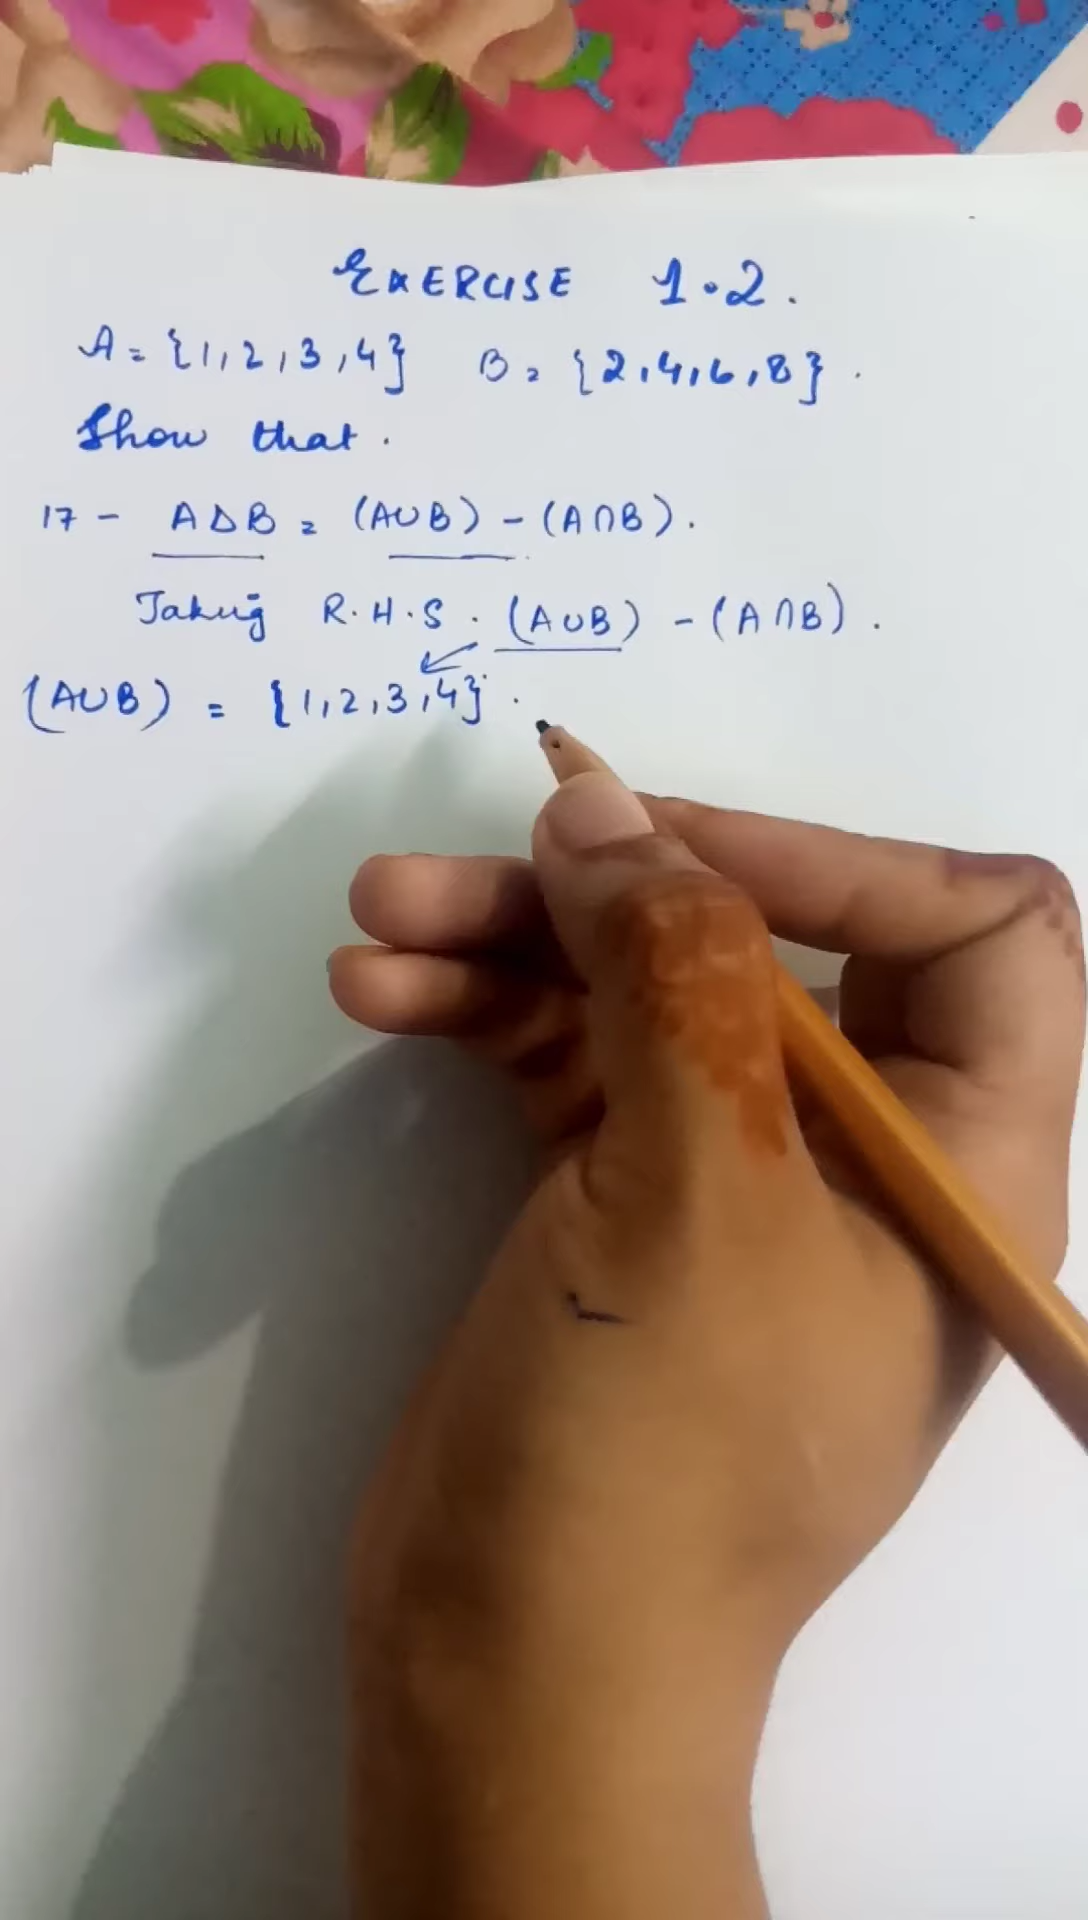 EXERCISE 1.2.
A = {1,2,3,4} B = {2,4,6,8}.
Show that.
17 - A Δ B = (A∪B) - (A∩B).
Taking R.H.S. (A∪B) - (A∩B).
(A∪B) = {1,2,3,4}.